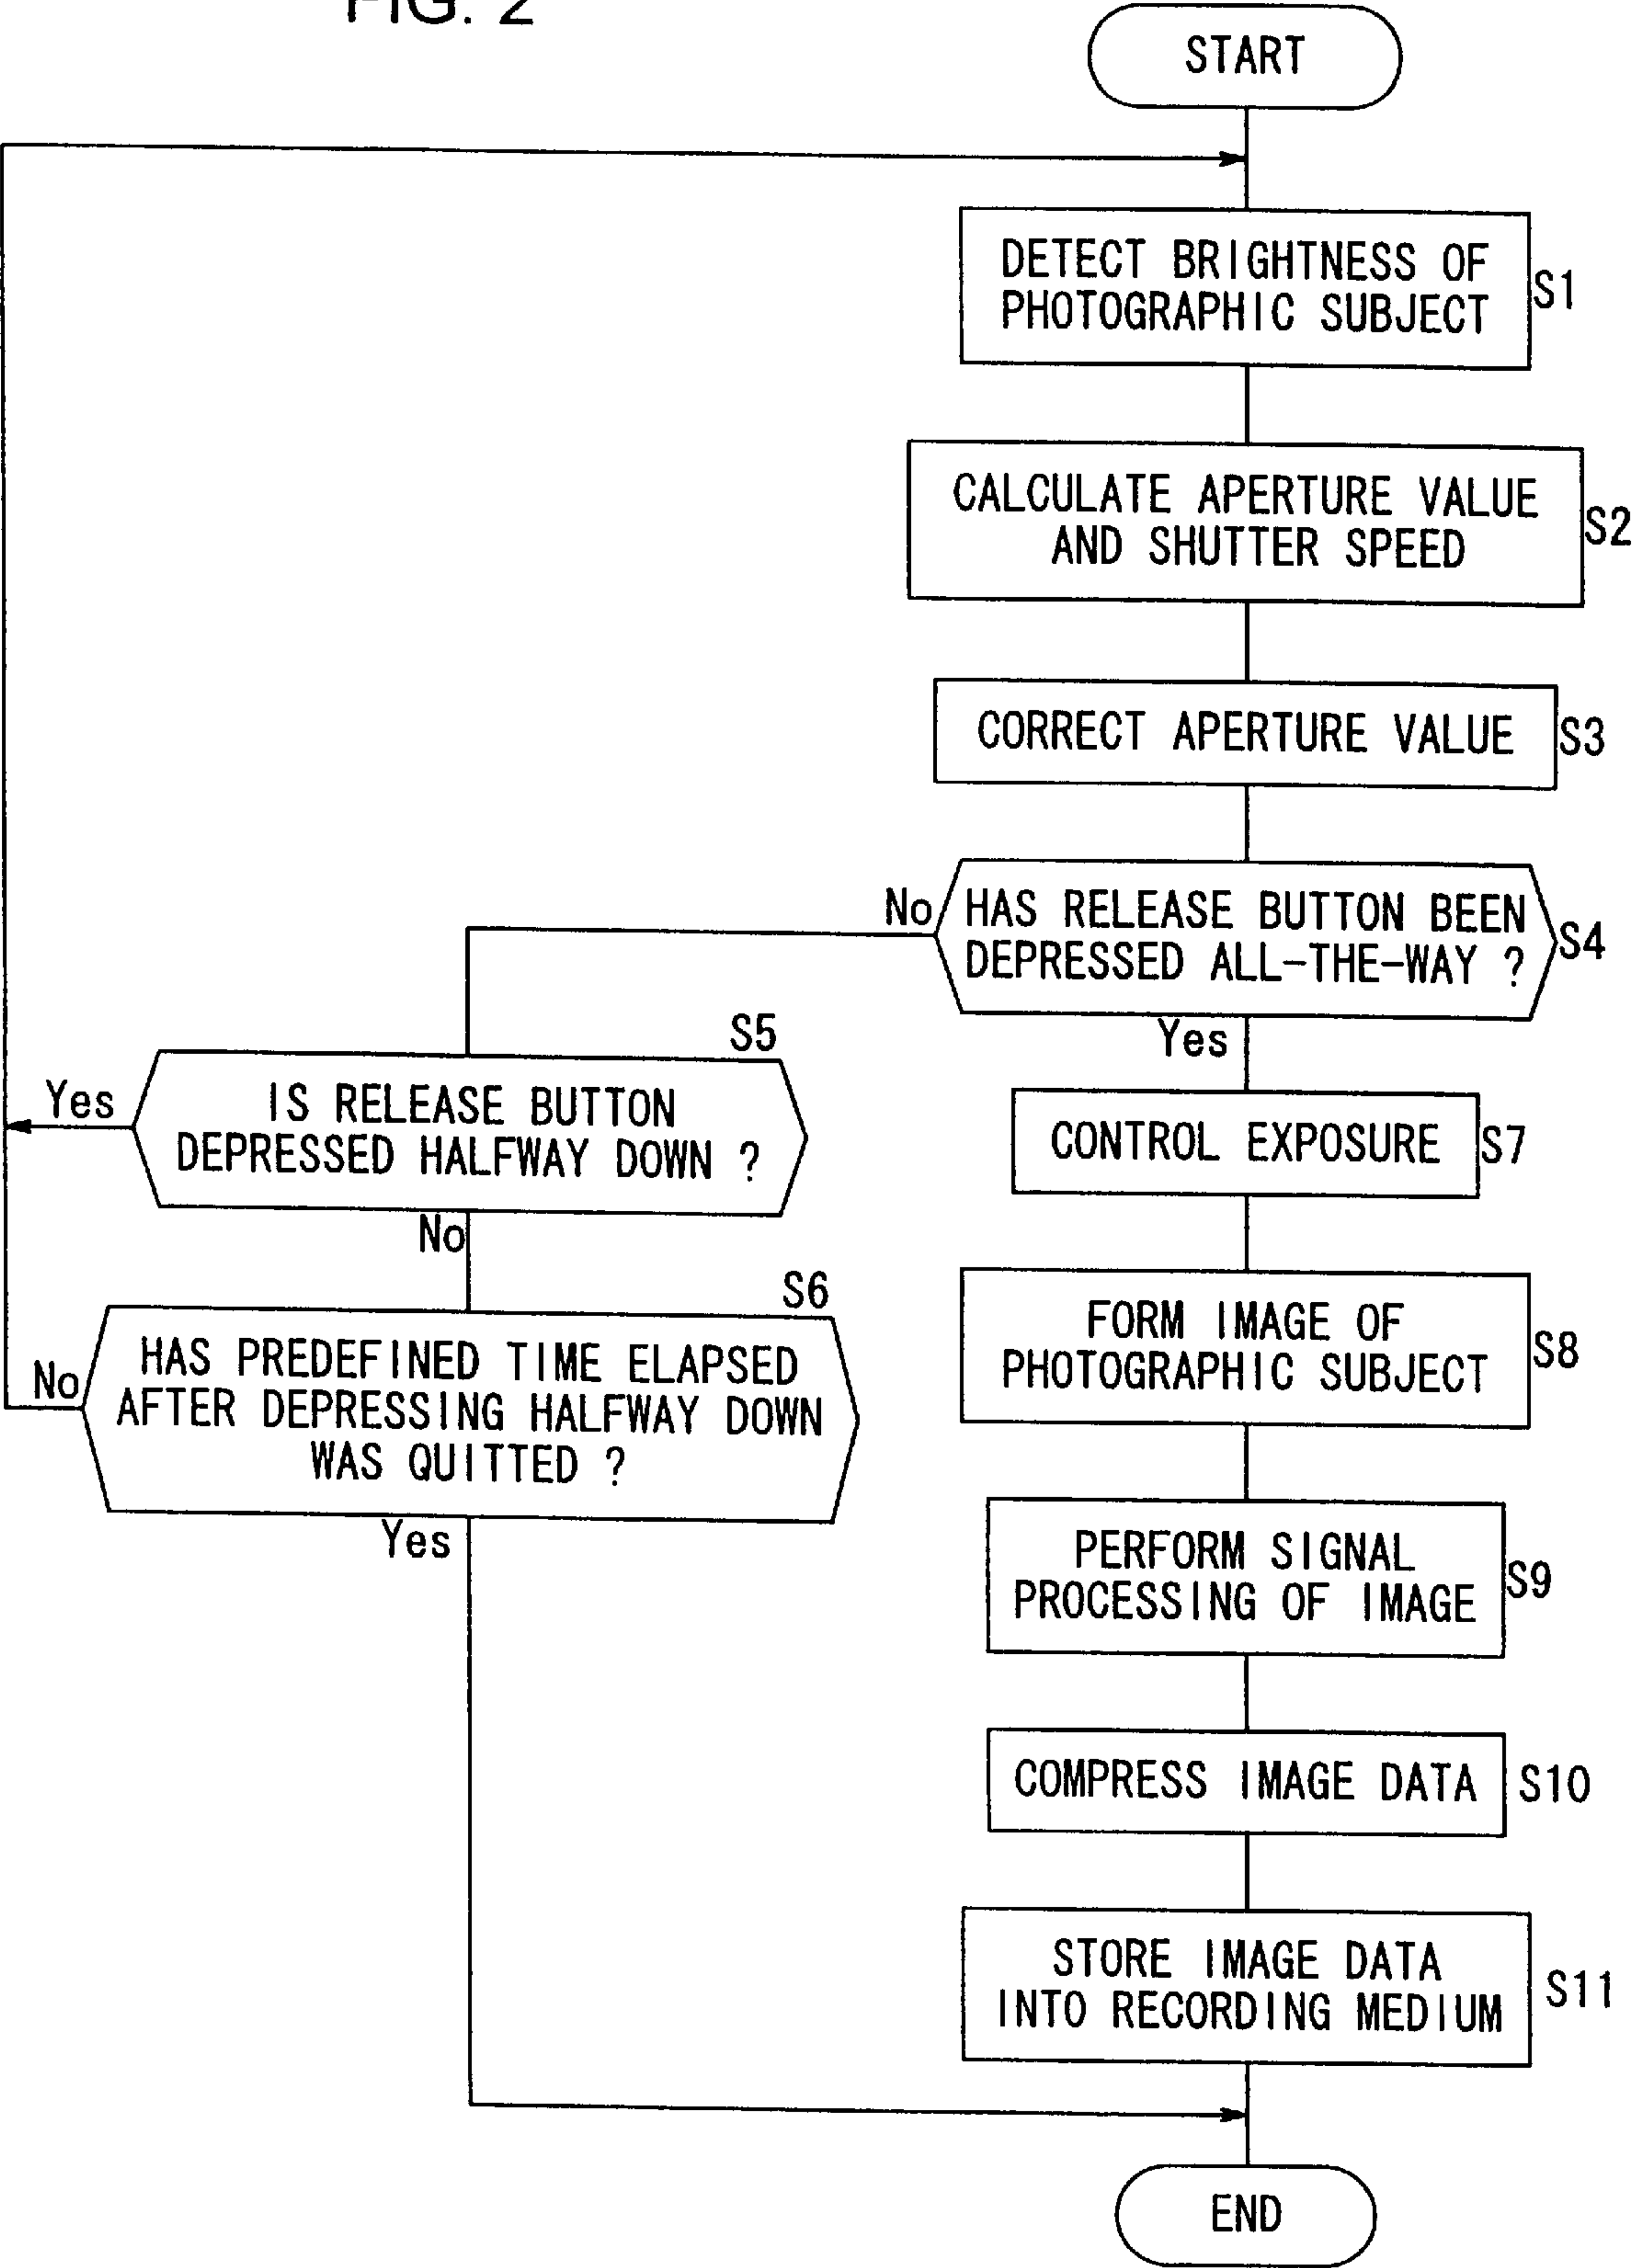 FIG. 2
START
DETECT BRIGHTNESS OF
PHOTOGRAPHIC SUBJECT
S1
CALCULATE APERTURE VALUE
AND SHUTTER SPEED
S2
CORRECT APERTURE VALUE
S3
No
HAS RELEASE BUTTON BEEN
DEPRESSED ALL-THE-WAY ?
S4
Yes
S5
Yes
IS RELEASE BUTTON
DEPRESSED HALFWAY DOWN ?
No
S6
No
HAS PREDEFINED TIME ELAPSED
AFTER DEPRESSING HALFWAY DOWN
WAS QUITTED ?
Yes
CONTROL EXPOSURE
S7
FORM IMAGE OF
PHOTOGRAPHIC SUBJECT
S8
PERFORM SIGNAL
PROCESSING OF IMAGE
S9
COMPRESS IMAGE DATA
S10
STORE IMAGE DATA
INTO RECORDING MEDIUM
S11
END